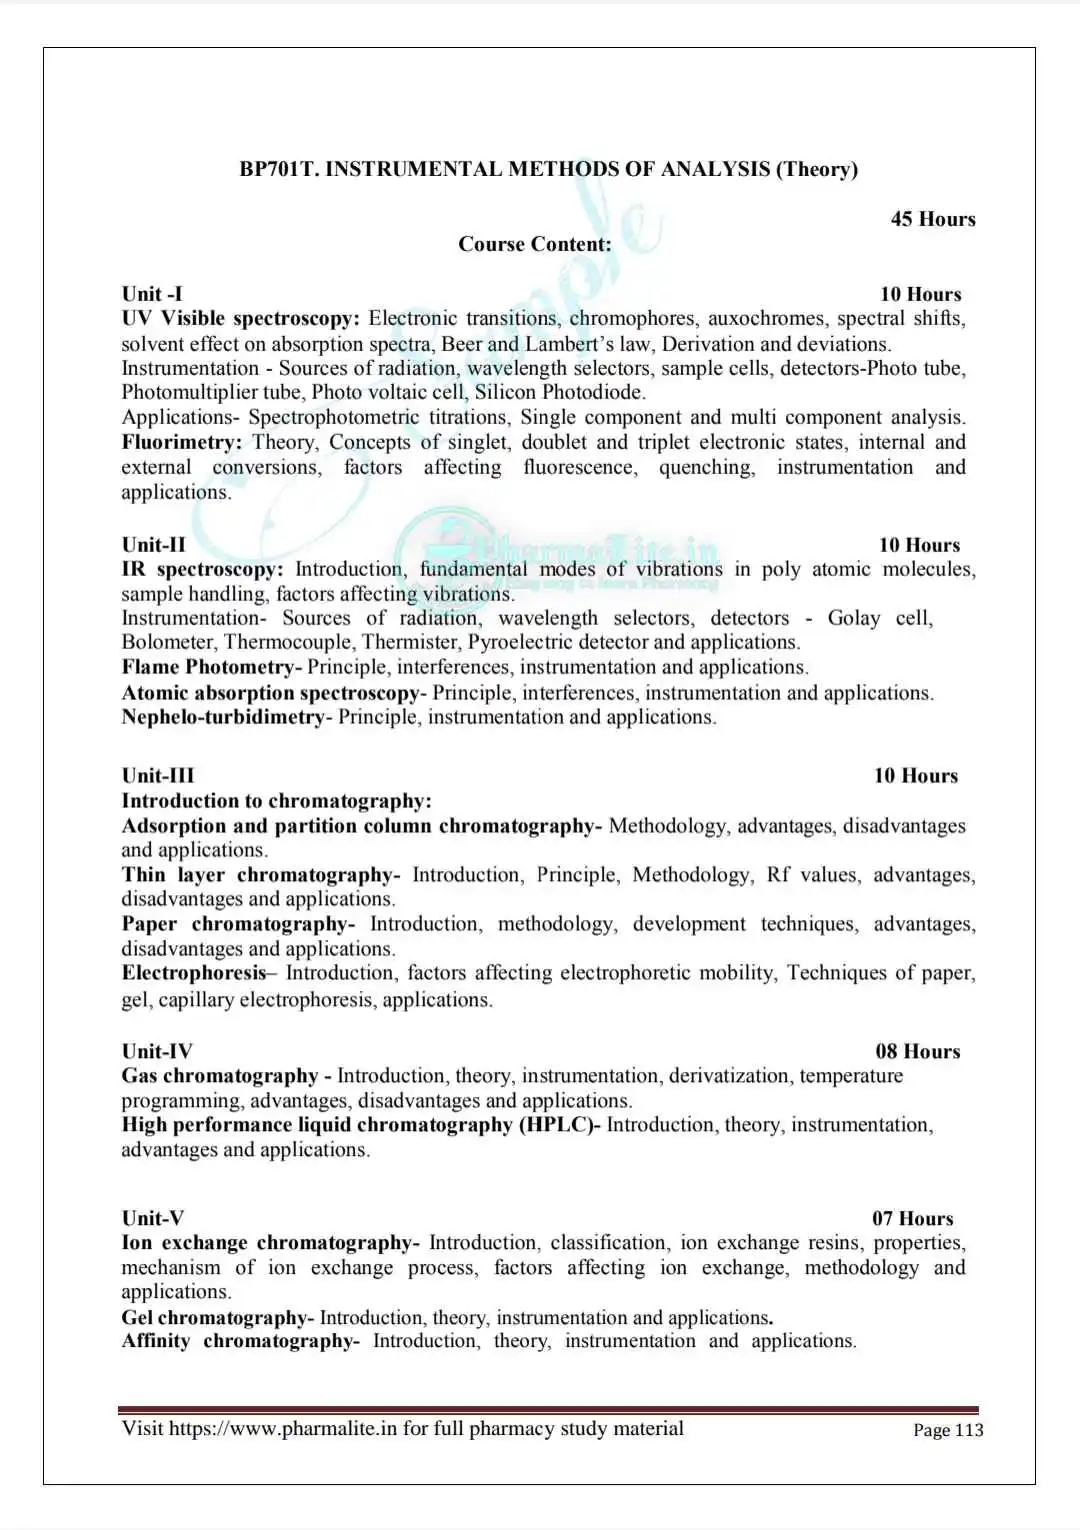 BP701T. INSTRUMENTAL METHODS OF ANALYSIS (Theory)
45 Hours
Course Content:
Unit -I 10 Hours
UV Visible spectroscopy: Electronic transitions, chromophores, auxochromes, spectral shifts,
solvent effect on absorption spectra, Beer and Lambert's law, Derivation and deviations.
Instrumentation - Sources of radiation, wavelength selectors, sample cells, detectors-Photo tube,
Photomultiplier tube, Photo voltaic cell, Silicon Photodiode.
Applications- Spectrophotometric titrations, Single component and multi component analysis.
Fluorimetry: Theory, Concepts of singlet, doublet and triplet electronic states, internal and
external conversions, factors affecting fluorescence, quenching, instrumentation and
applications.
Sample
PharmaLite.in
Unit-II 10 Hours
IR spectroscopy: Introduction, fundamental modes of vibrations in poly atomic molecules,
sample handling, factors affecting vibrations.
Instrumentation- Sources of radiation, wavelength selectors, detectors - Golay cell,
Bolometer, Thermocouple, Thermister, Pyroelectric detector and applications.
Flame Photometry- Principle, interferences, instrumentation and applications.
Atomic absorption spectroscopy- Principle, interferences, instrumentation and applications.
Nephelo-turbidimetry- Principle, instrumentation and applications.
Unit-III 10 Hours
Introduction to chromatography:
Adsorption and partition column chromatography- Methodology, advantages, disadvantages
and applications.
Thin layer chromatography- Introduction, Principle, Methodology, Rf values, advantages,
disadvantages and applications.
Paper chromatography- Introduction, methodology, development techniques, advantages,
disadvantages and applications.
Electrophoresis– Introduction, factors affecting electrophoretic mobility, Techniques of paper,
gel, capillary electrophoresis, applications.
Unit-IV 08 Hours
Gas chromatography - Introduction, theory, instrumentation, derivatization, temperature
programming, advantages, disadvantages and applications.
High performance liquid chromatography (HPLC)- Introduction, theory, instrumentation,
advantages and applications.
Unit-V 07 Hours
Ion exchange chromatography- Introduction, classification, ion exchange resins, properties,
mechanism of ion exchange process, factors affecting ion exchange, methodology and
applications.
Gel chromatography- Introduction, theory, instrumentation and applications.
Affinity chromatography- Introduction, theory, instrumentation and applications.
Visit https://www.pharmalite.in for full pharmacy study material Page 113